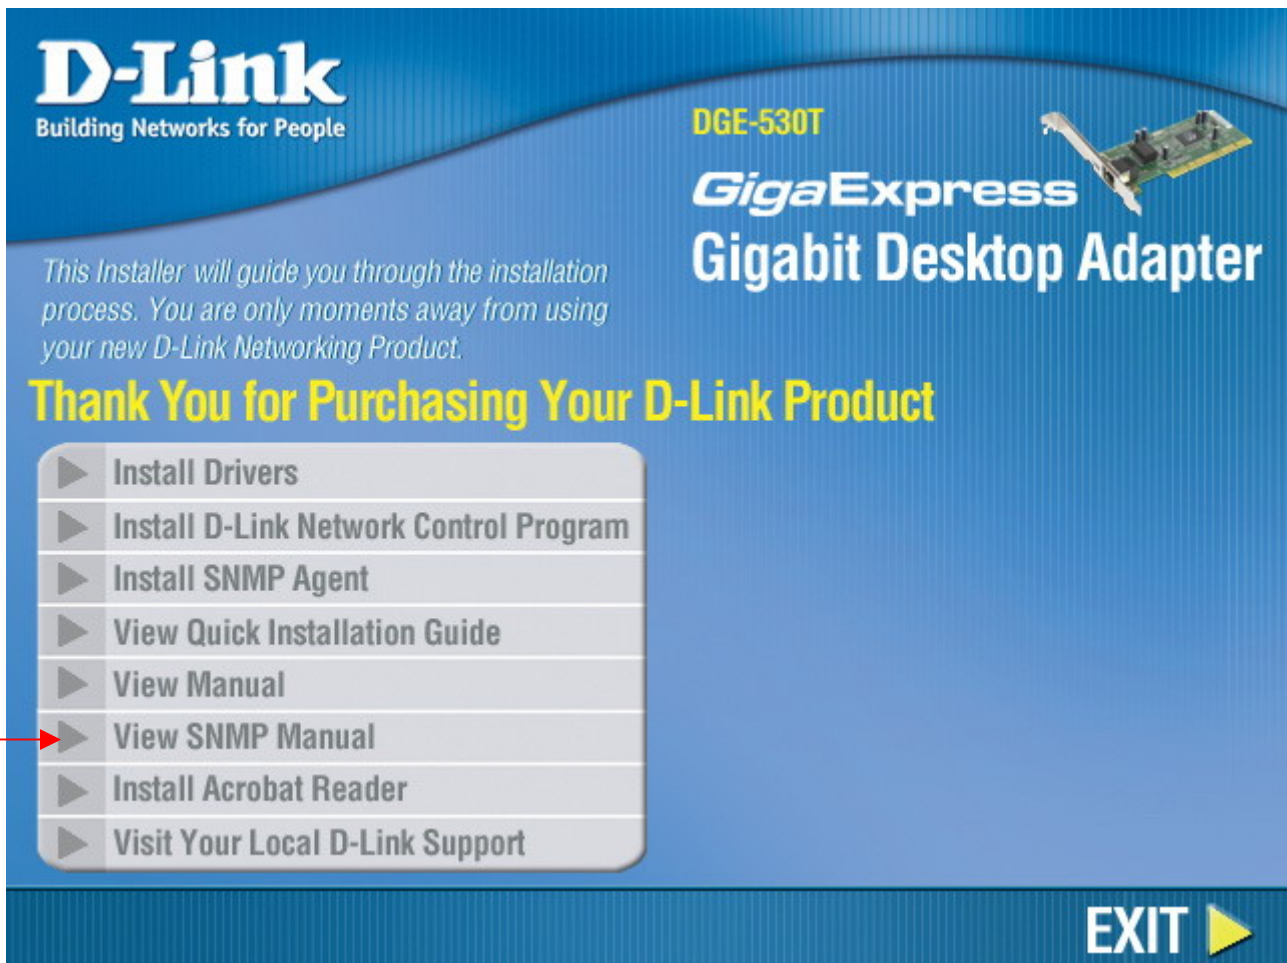 D-Link
Building Networks for People
DGE-530T
GigaExpress
Gigabit Desktop Adapter
This Installer will guide you through the installation
process. You are only moments away from using
your new D-Link Networking Product.
Thank You for Purchasing Your D-Link Product
Install Drivers
Install D-Link Network Control Program
Install SNMP Agent
View Quick Installation Guide
View Manual
View SNMP Manual
Install Acrobat Reader
Visit Your Local D-Link Support
EXIT